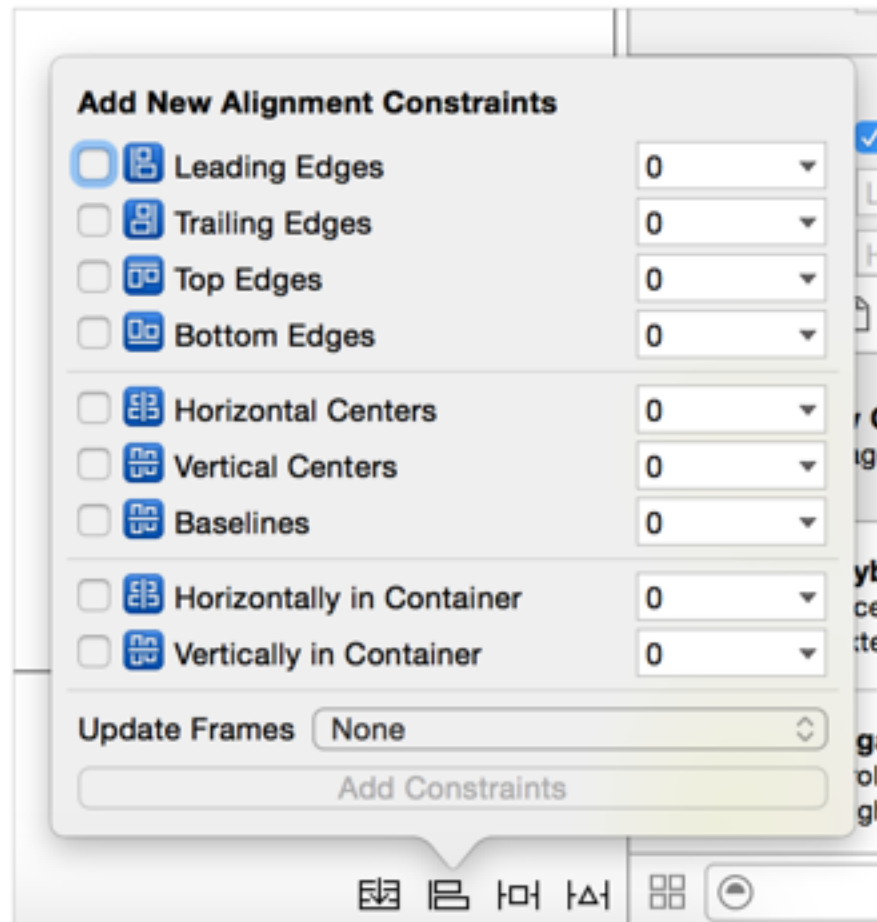 Add New Alignment Constraints
Leading Edges 0
Trailing Edges 0
Top Edges 0
Bottom Edges 0
Horizontal Centers 0
Vertical Centers 0
Baselines 0
Horizontally in Container 0
Vertically in Container 0
Update Frames None
Add Constraints